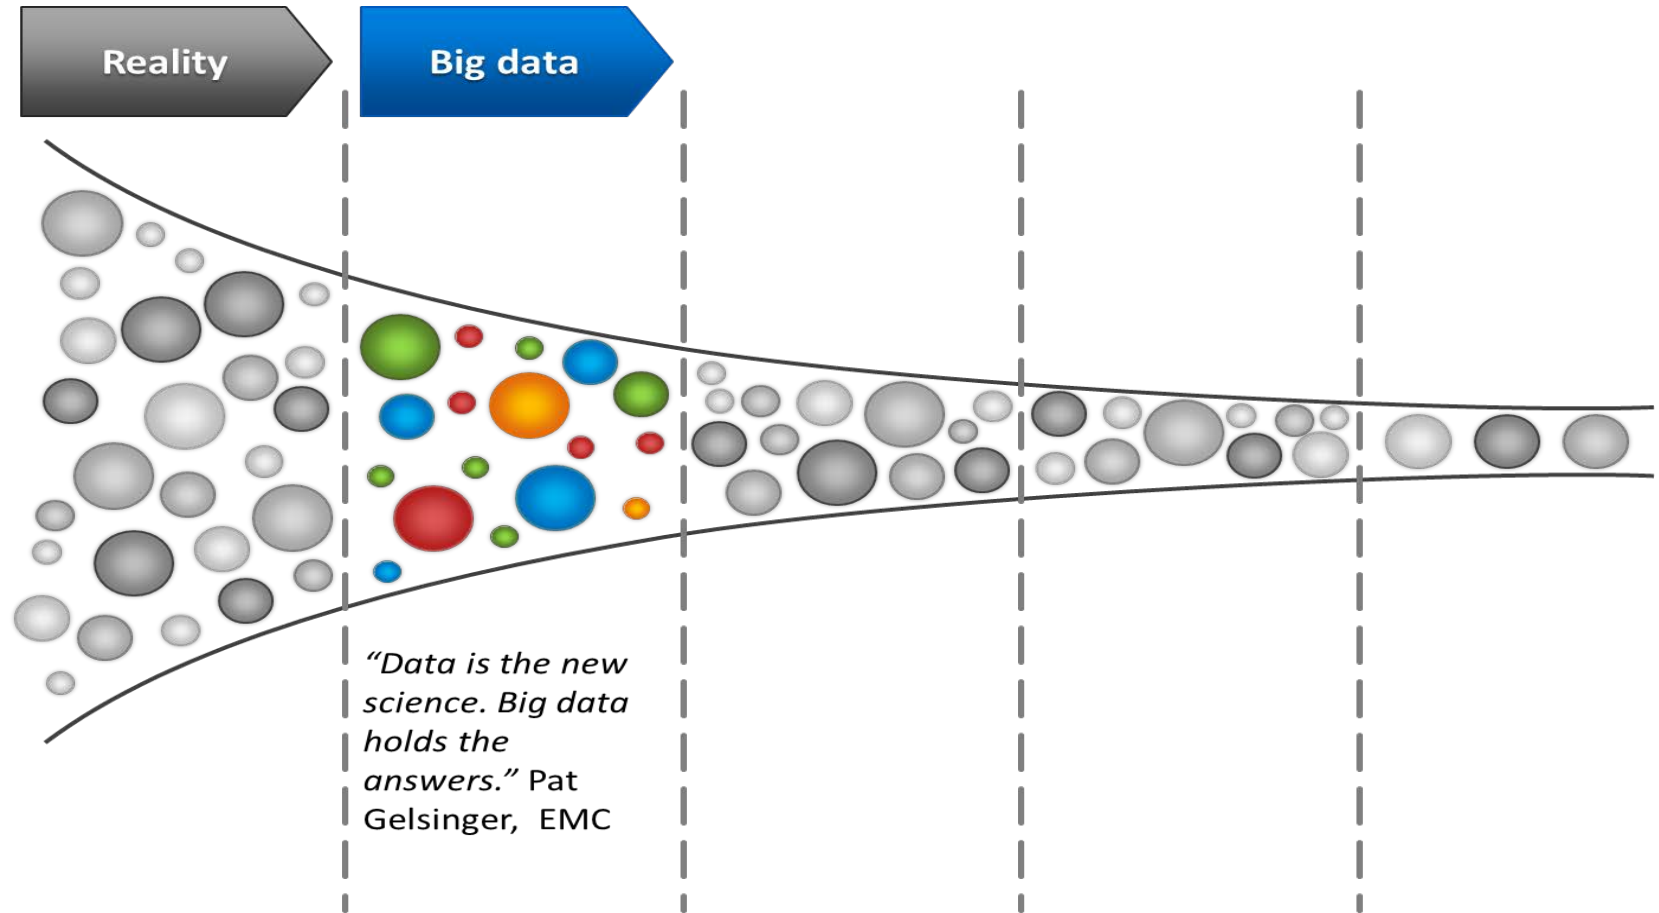 Reality
Big data
“Data is the new
science. Big data
holds the
answers.” Pat
Gelsinger,  EMC